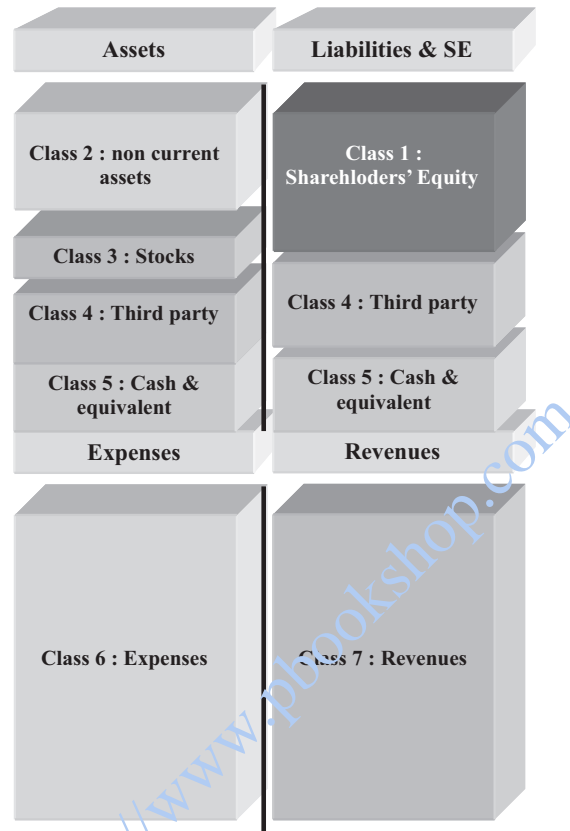 Assets
Liabilities & SE
Class 2 : non current
assets
Class 3 : Stocks
Class 4 : Third party
Class 5 : Cash &
equivalent
Class 1 :
Sharehloders’ Equity
Class 4 : Third party
Class 5 : Cash &
equivalent
Expenses
Revenues
Class 6 : Expenses
Class 7 : Revenues
//www.pbookshop.com